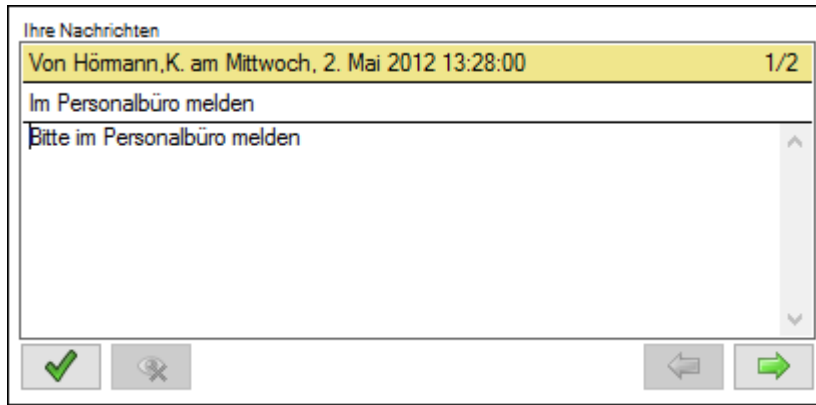 Ihre Nachrichten
Von Hörmann,K. am Mittwoch, 2. Mai 2012 13:28:00 1/2
Im Personalbüro melden
Bitte im Personalbüro melden